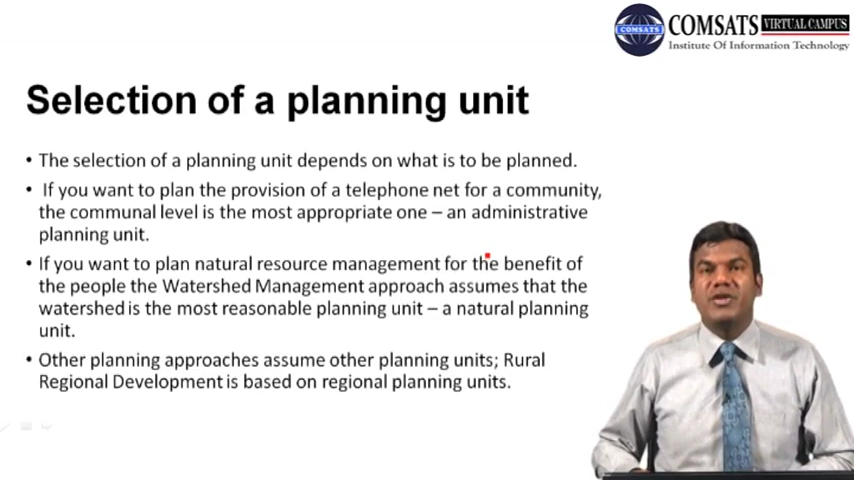 COMSATS
COMSATS VIRTUAL CAMPUS
Institute Of Information Technology
Selection of a planning unit
• The selection of a planning unit depends on what is to be planned.
• If you want to plan the provision of a telephone net for a community,
the communal level is the most appropriate one – an administrative
planning unit.
• If you want to plan natural resource management for the benefit of
the people the Watershed Management approach assumes that the
watershed is the most reasonable planning unit – a natural planning
unit.
• Other planning approaches assume other planning units; Rural
Regional Development is based on regional planning units.